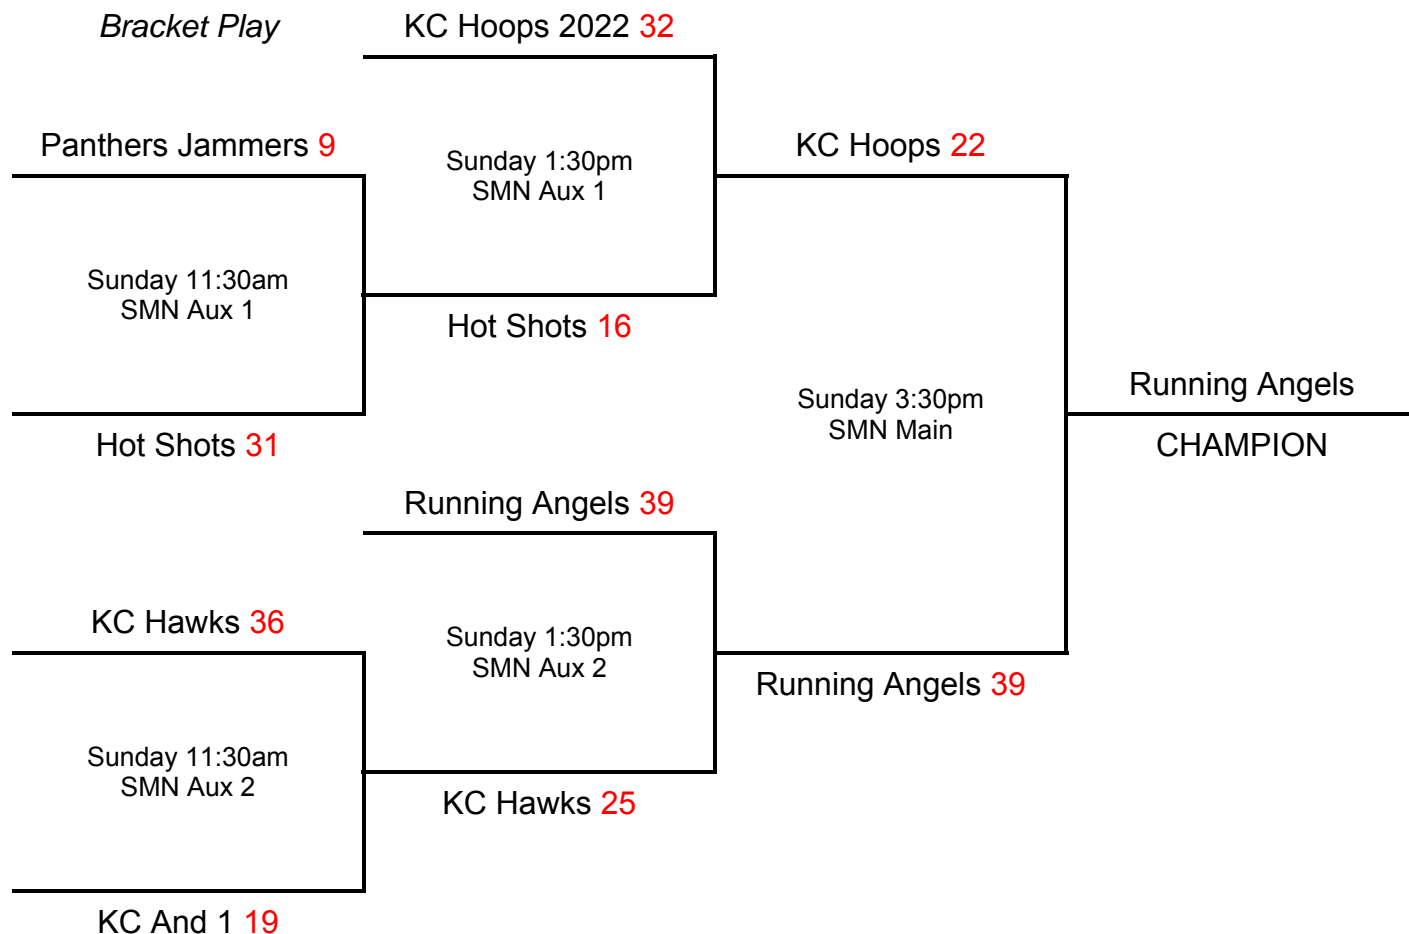 Bracket Play
KC Hoops 2022 32
Panthers Jammers 9
Sunday 1:30pm
SMN Aux 1
KC Hoops 22
Sunday 11:30am
SMN Aux 1
Hot Shots 16
Sunday 3:30pm
SMN Main
Running Angels
CHAMPION
Hot Shots 31
Running Angels 39
KC Hawks 36
Sunday 1:30pm
SMN Aux 2
Running Angels 39
Sunday 11:30am
SMN Aux 2
KC Hawks 25
KC And 1 19